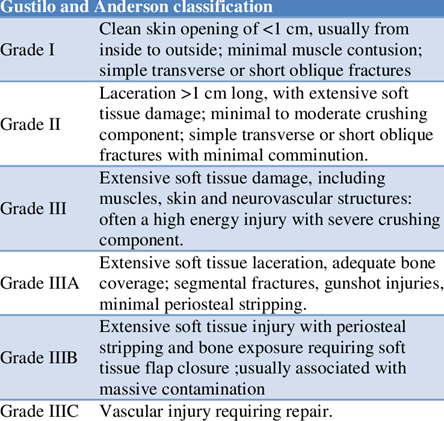 Gustilo and Anderson classification
Grade I
Clean skin opening of <1 cm, usually from
inside to outside; minimal muscle contusion;
simple transverse or short oblique fractures
Grade II
Laceration >1 cm long, with extensive soft
tissue damage; minimal to moderate crushing
component; simple transverse or short oblique
fractures with minimal comminution.
Grade III
Extensive soft tissue damage, including
muscles, skin and neurovascular structures:
often a high energy injury with severe crushing
component.
Grade IIIA
Extensive soft tissue laceration, adequate bone
coverage; segmental fractures, gunshot injuries,
minimal periosteal stripping.
Grade IIIB
Extensive soft tissue injury with periosteal
stripping and bone exposure requiring soft
tissue flap closure ;usually associated with
massive contamination
Grade IIIC
Vascular injury requiring repair.